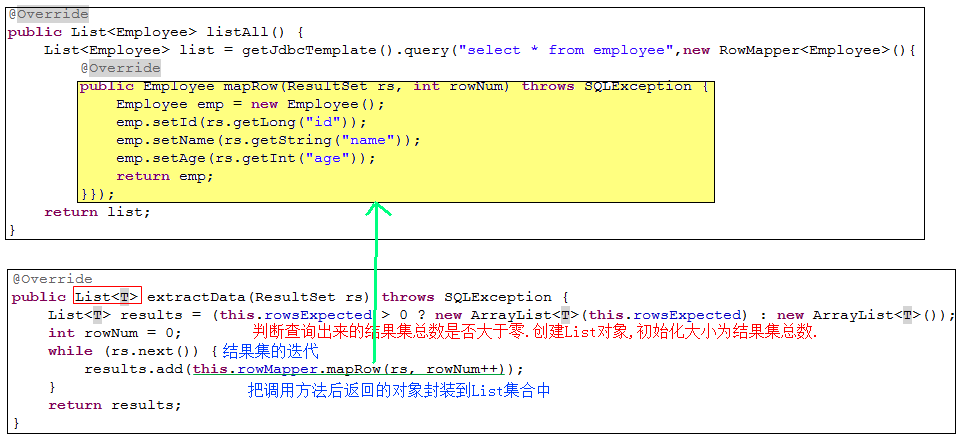 @Override
public List<Employee> listAll() {
List<Employee> list = getJdbcTemplate().query("select * from employee",new RowMapper<Employee>(){
@Override
public Employee mapRow(ResultSet rs, int rowNum) throws SQLException {
Employee emp = new Employee();
emp.setId(rs.getLong("id"));
emp.setName(rs.getString("name"));
emp.setAge(rs.getInt("age"));
return emp;
}});
return list;
}
@Override
public List<T> extractData(ResultSet rs) throws SQLException {
List<T> results = (this.rowsExpected > 0 ? new ArrayList<T>(this.rowsExpected) : new ArrayList<T>());
int rowNum = 0; 判断查询出来的结果集总数是否大于零.创建List对象,初始化大小为结果集总数.
while (rs.next()) { 结果集的迭代
results.add(this.rowMapper.mapRow(rs, rowNum++));
} 把调用方法后返回的对象封装到List集合中
return results;
}